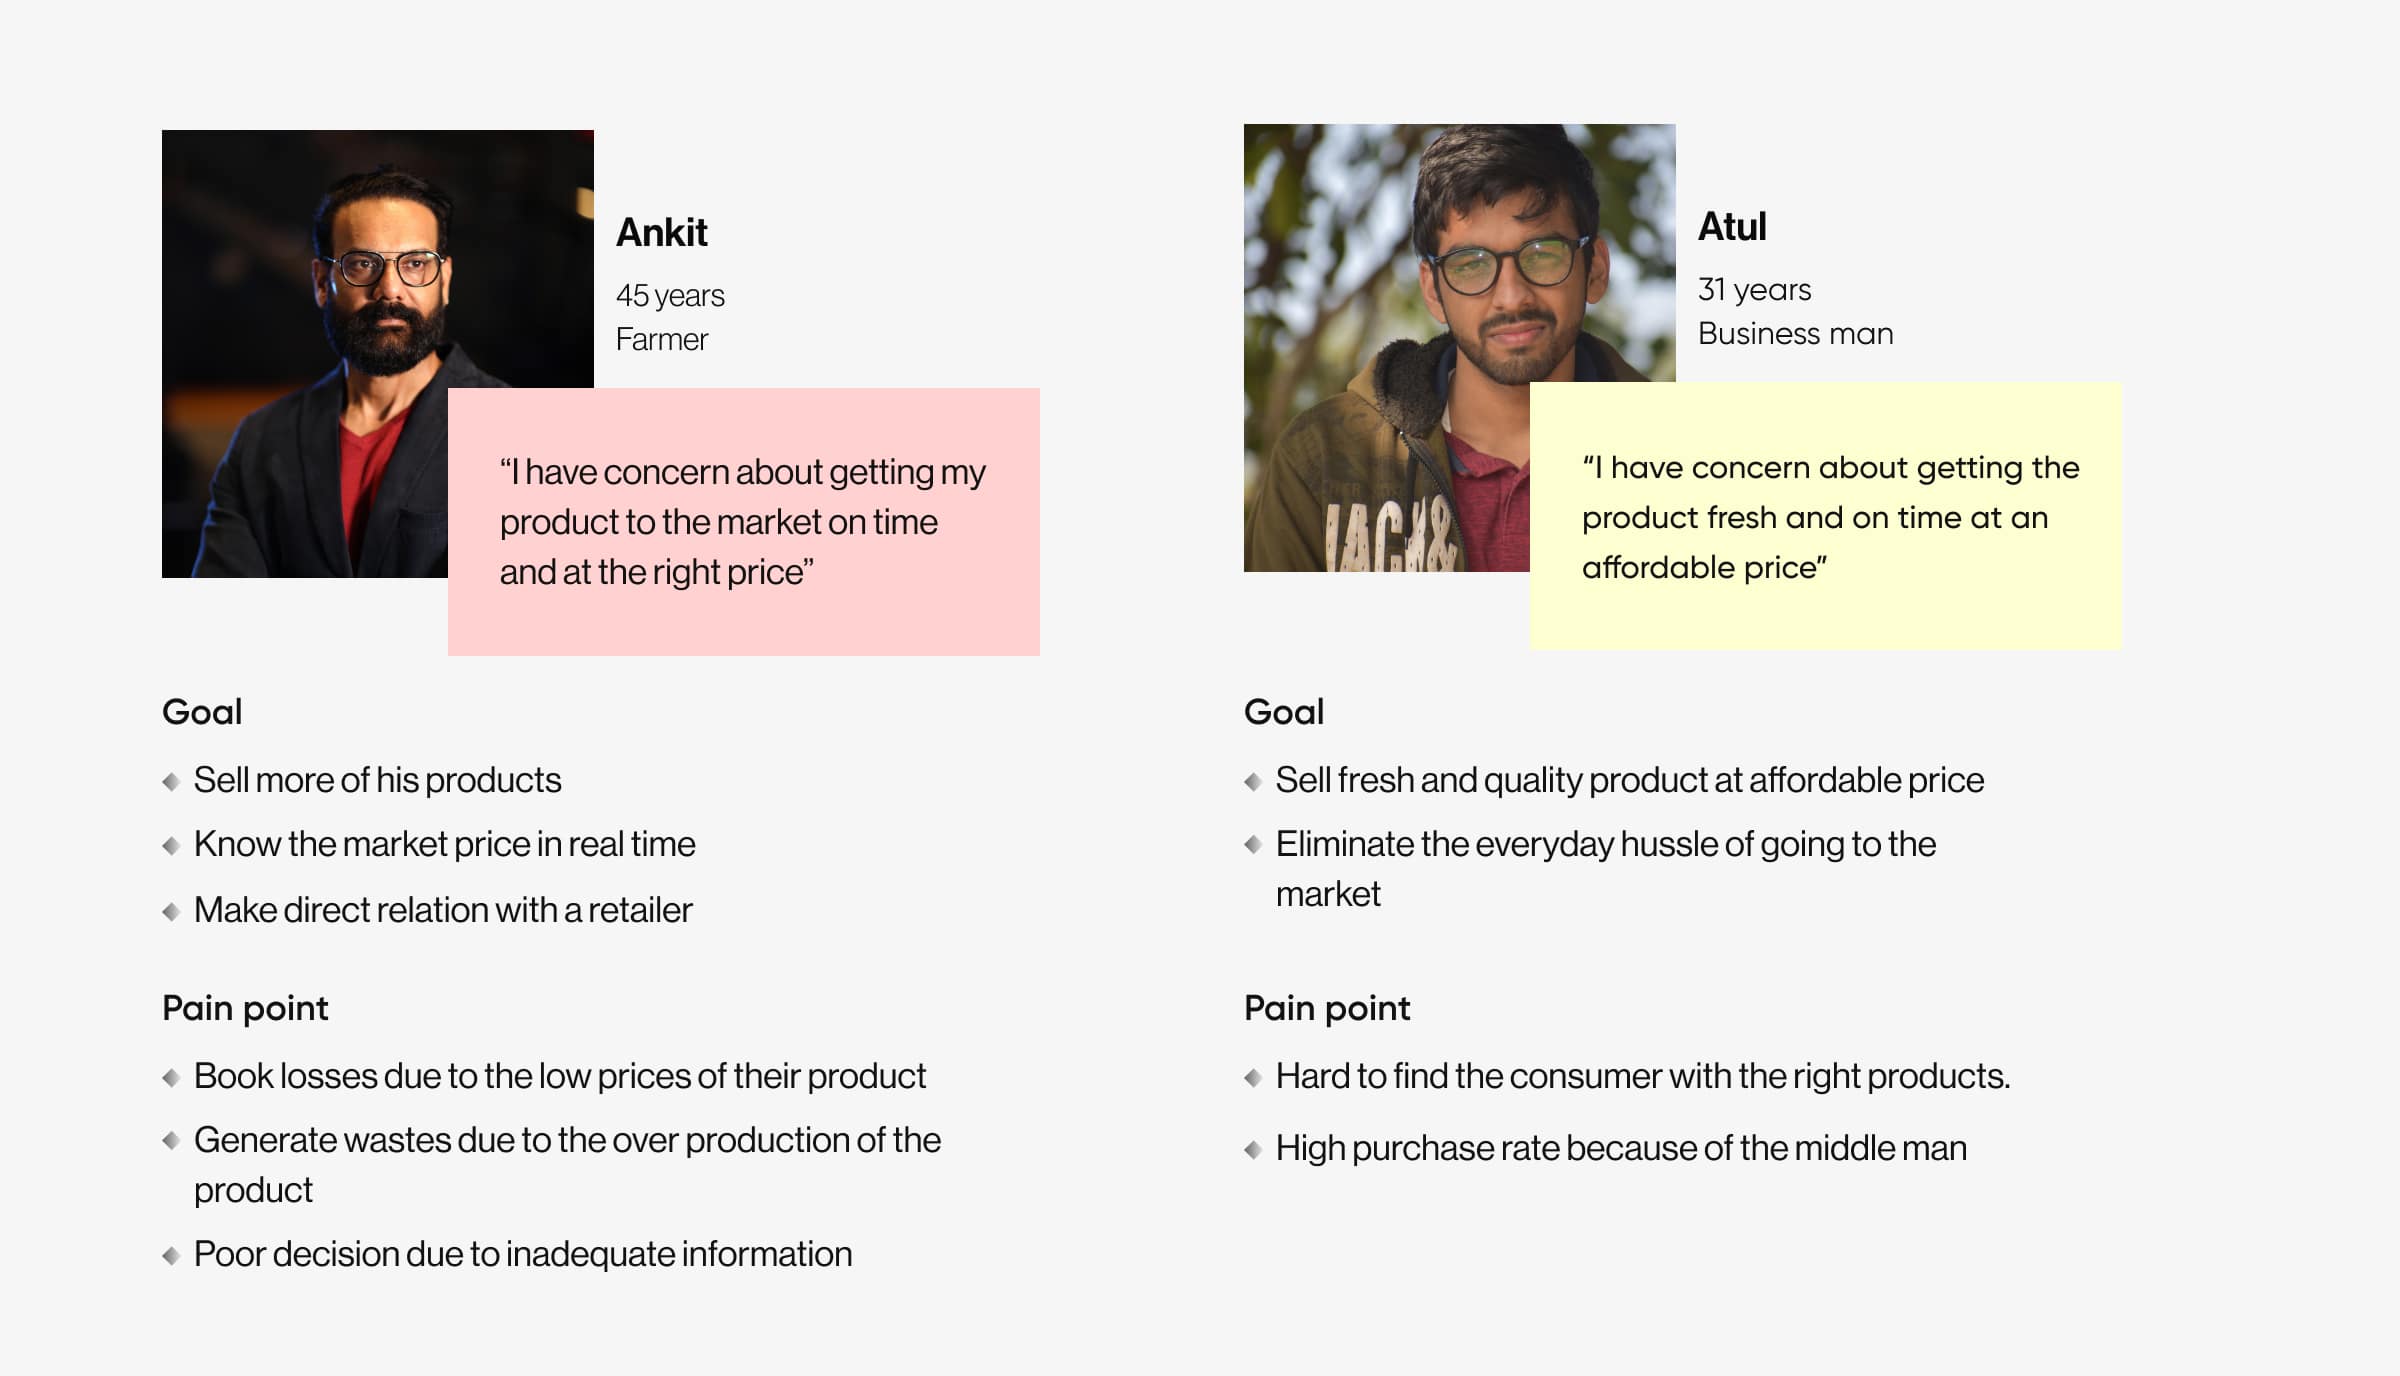 Ankit
45 years
Farmer
“I have concern about getting my
product to the market on time
and at the right price”
Goal
Sell more of his products
Know the market price in real time
Make direct relation with a retailer
Pain point
Book losses due to the low prices of their product
Generate wastes due to the over production of the
product
Poor decision due to inadequate information
Atul
31 years
Business man
JACK&
“I have concern about getting the
product fresh and on time at an
affordable price”
Goal
Sell fresh and quality product at affordable price
Eliminate the everyday hussle of going to the
market
Pain point
Hard to find the consumer with the right products.
High purchase rate because of the middle man